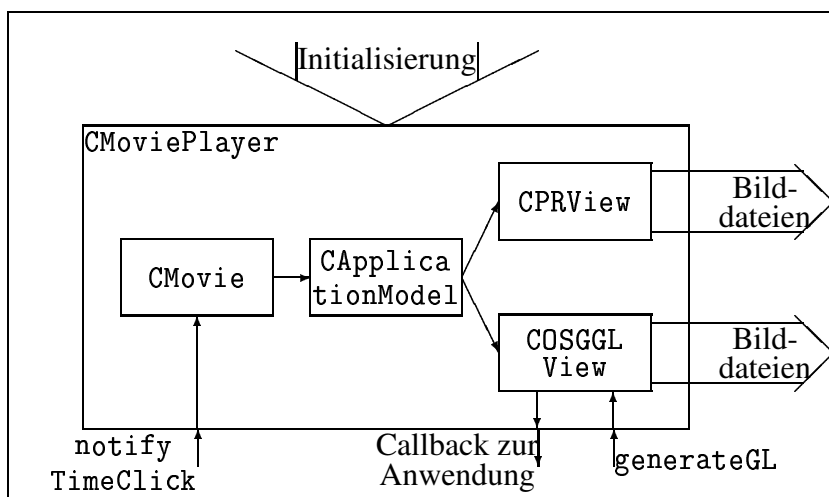 Initialisierung
CMoviePlayer
CPRView
Bild-
dateien
CMovie
CApplica
tionModel
COSGGL
View
Bild-
dateien
notify
TimeClick
Callback zur
Anwendung
generateGL